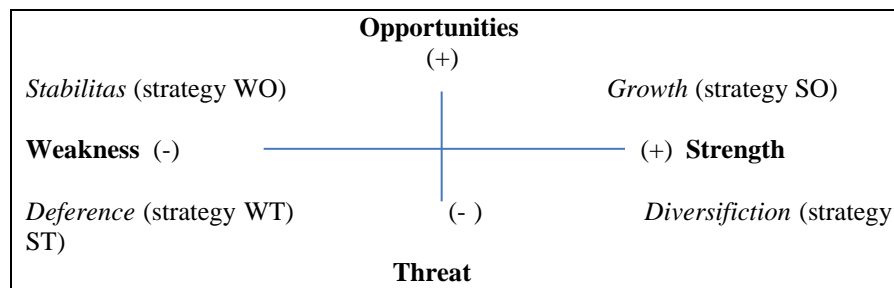 Opportunities
(+)
Stabilitas (strategy WO) Growth (strategy SO)
Weakness (-) (+) Strength
Deference (strategy WT) (- ) Diversifiction (strategy
ST)
Threat